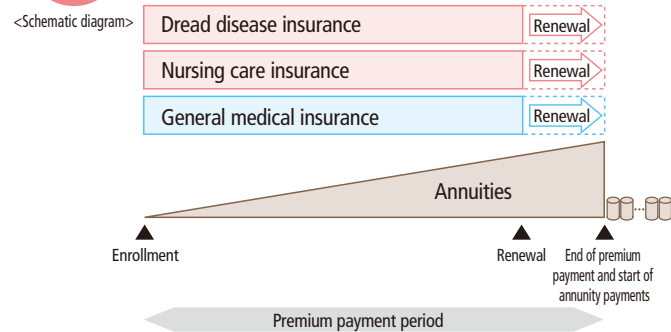 <Schematic diagram>
Dread disease insurance
Renewal
Nursing care insurance
Renewal
General medical insurance
Renewal
Annuities
Enrollment
Renewal
End of premium
payment and start of
annunity payments
Premium payment period